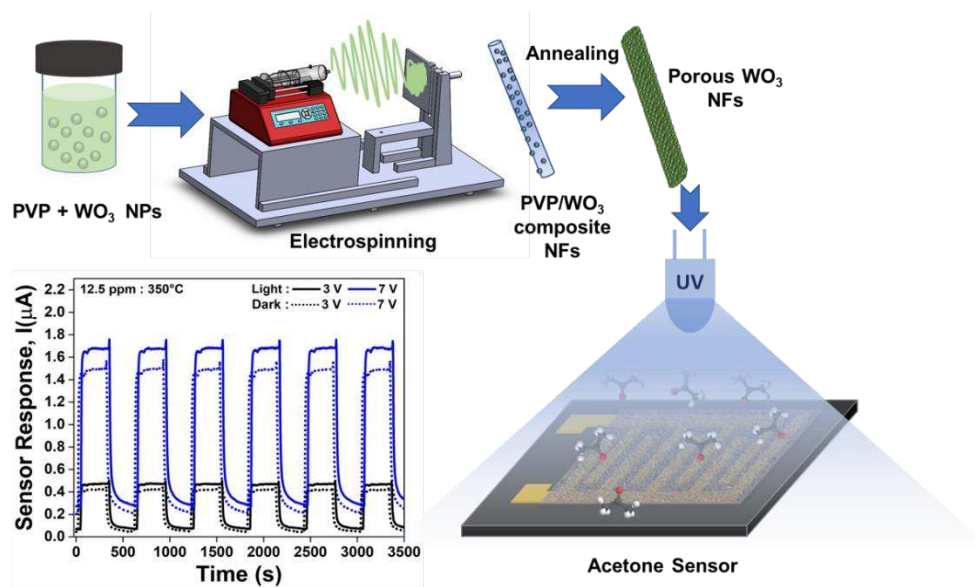 Annealing
Porous WO₃
NFs
PVP + WO₃ NPs
Electrospinning
PVP/WO₃
composite
NFs
UV
12.5 ppm : 350°C
Light : 3 V 7 V
Dark : 3 V 7 V
Sensor Response, I(μA)
2.2
2.0
1.8
1.6
1.4
1.2
1.0
0.8
0.6
0.4
0.2
0.0
0 500 1000 1500 2000 2500 3000 3500
Time (s)
Acetone Sensor